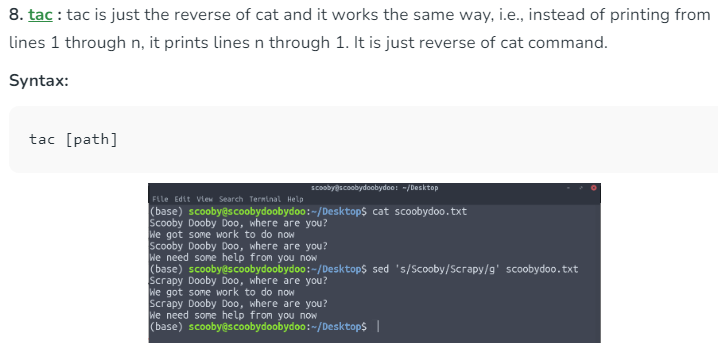 8. tac : tac is just the reverse of cat and it works the same way, i.e., instead of printing from
lines 1 through n, it prints lines n through 1. It is just reverse of cat command.
Syntax:
tac [path]
scooby@scoobydoobydoo: ~/Desktop
File Edit View Search Terminal Help
(base) scooby@scoobydoobydoo:~/Desktop$ cat scoobydoo.txt
Scooby Dooby Doo, where are you?
We got some work to do now
Scooby Dooby Doo, where are you?
We need some help from you now
(base) scooby@scoobydoobydoo:~/Desktop$ sed 's/Scooby/Scrapy/g' scoobydoo.txt
Scrapy Dooby Doo, where are you?
We got some work to do now
Scrapy Dooby Doo, where are you?
We need some help from you now
(base) scooby@scoobydoobydoo:~/Desktop$